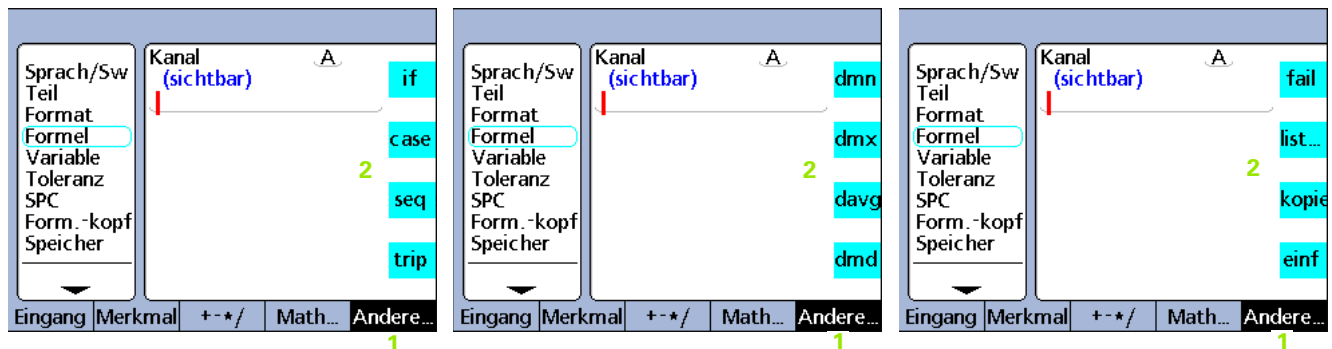 Sprach/Sw
Teil
Format
Formel
Variable
Toleranz
SPC
Form.-kopf
Speicher
Kanal A
(sichtbar)
if
case
2
seq
trip
Eingang Merkmal +-*/ Math... Andere...
1
Sprach/Sw
Teil
Format
Formel
Variable
Toleranz
SPC
Form.-kopf
Speicher
Kanal A
(sichtbar)
dmn
dmx
2
davg
dmd
Eingang Merkmal +-*/ Math... Andere...
1
Sprach/Sw
Teil
Format
Formel
Variable
Toleranz
SPC
Form.-kopf
Speicher
Kanal A
(sichtbar)
fail
list...
2
kopie
einf
Eingang Merkmal +-*/ Math... Andere...
1